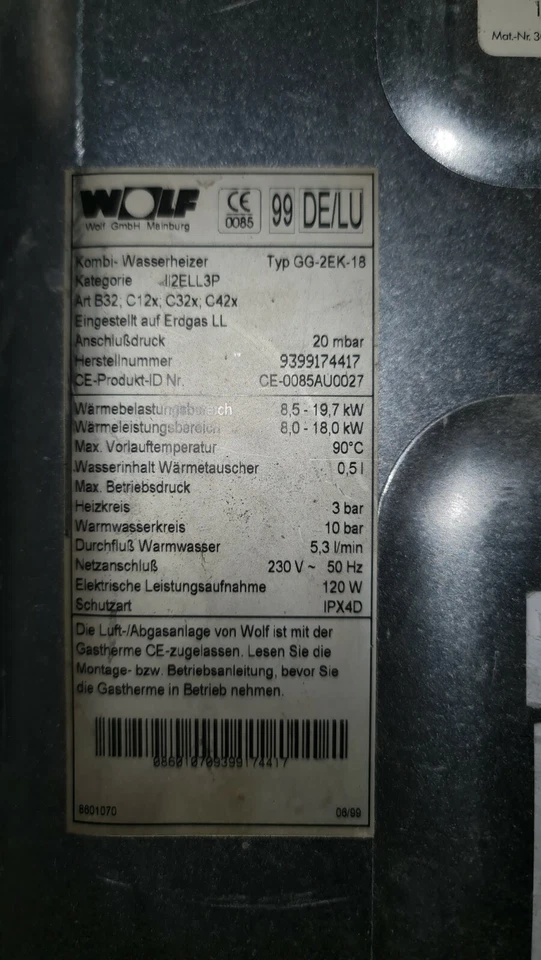 1
Mat.-Nr. 3
WOLF
Wolf GmbH Mainburg
CE
0085
99
DE/LU
Kombi- Wasserheizer Typ GG-2EK-18
Kategorie II2ELL3P
Art B32; C12x; C32x; C42x
Eingestellt auf Erdgas LL
Anschlußdruck 20 mbar
Herstellnummer 9399174417
CE-Produkt-ID Nr. CE-0085AU0027
Wärmebelastungsbereich 8,5 - 19,7 kW
Wärmeleistungsbereich 8,0 - 18,0 kW
Max. Vorlauftemperatur 90°C
Wasserinhalt Wärmetauscher 0,5 l
Max. Betriebsdruck
Heizkreis 3 bar
Warmwasserkreis 10 bar
Durchfluß Warmwasser 5,3 l/min
Netzanschluß 230 V ~ 50 Hz
Elektrische Leistungsaufnahme 120 W
Schutzart IPX4D
Die Luft-/Abgasanlage von Wolf ist mit der
Gastherme CE-zugelassen. Lesen Sie die
Montage- bzw. Betriebsanleitung, bevor Sie
die Gastherme in Betrieb nehmen.
086010709399174417
8601070 06/99